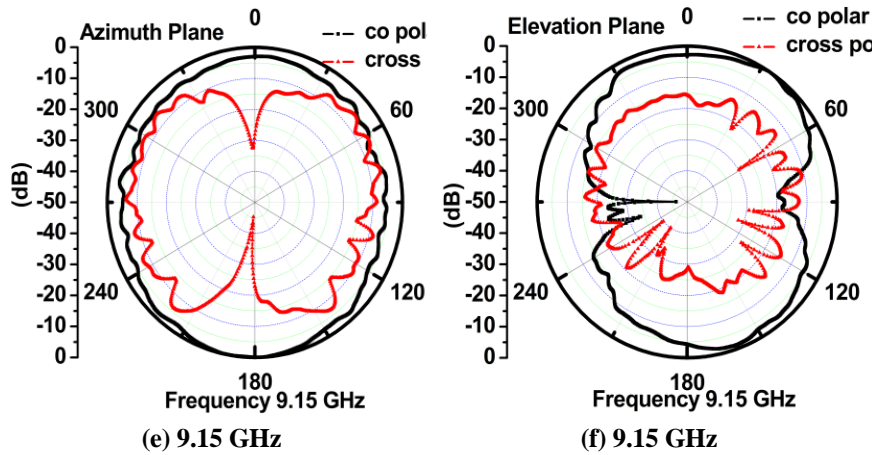 Azimuth Plane
0
co pol
cross
0
-10
-20
-30
-40
-50
-40
-30
-20
-10
0
(dB)
300
60
240
120
180
Frequency 9.15 GHz
(e) 9.15 GHz
Elevation Plane
0
co polar
cross po
0
-10
-20
-30
-40
-50
-40
-30
-20
-10
0
(dB)
300
60
240
120
180
Frequency 9.15 GHz
(f) 9.15 GHz